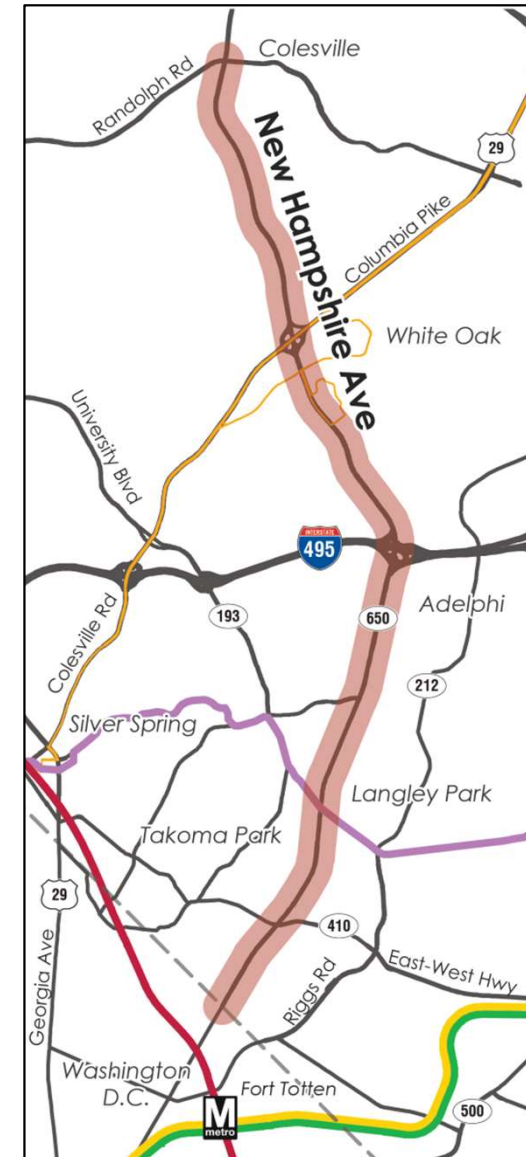 Colesville
Randolph Rd
New Hampshire Ave
29
Columbia Pike
White Oak
University Blvd
INTERSTATE
495
Colesville Rd
193
650
Adelphi
212
Silver Spring
Langley Park
Takoma Park
29
410
Georgia Ave
Riggs Rd
East-West Hwy
Washington
D.C.
Fort Totten
M
metro
500